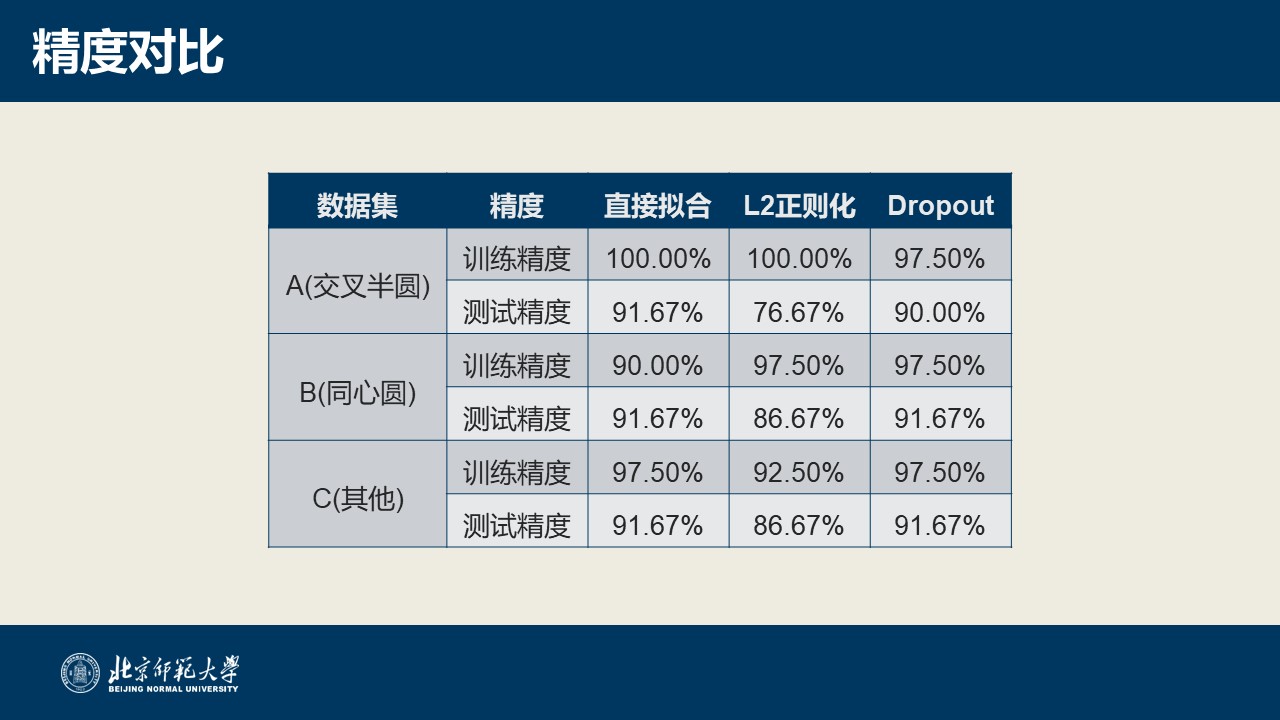 精度对比
数据集 精度 直接拟合 L2正则化 Dropout
A(交叉半圆) 训练精度 100.00% 100.00% 97.50%
测试精度 91.67% 76.67% 90.00%
B(同心圆) 训练精度 90.00% 97.50% 97.50%
测试精度 91.67% 86.67% 91.67%
C(其他) 训练精度 97.50% 92.50% 97.50%
测试精度 91.67% 86.67% 91.67%
北京师范大学
BEIJING NORMAL UNIVERSITY